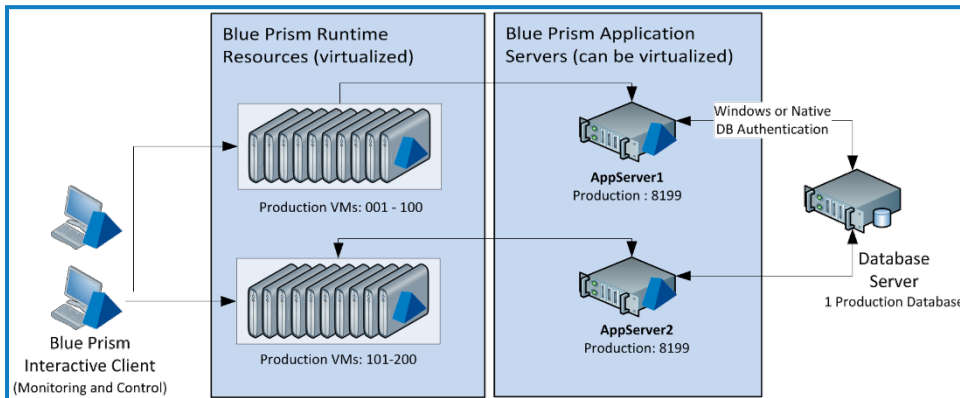 Blue Prism Runtime
Resources (virtualized)
Blue Prism Application
Servers (can be virtualized)
Windows or Native
DB Authentication
AppServer1
Production : 8199
Production VMs: 001 - 100
Database
Server
1 Production Database
AppServer2
Production: 8199
Blue Prism
Interactive Client
(Monitoring and Control)
Production VMs: 101-200